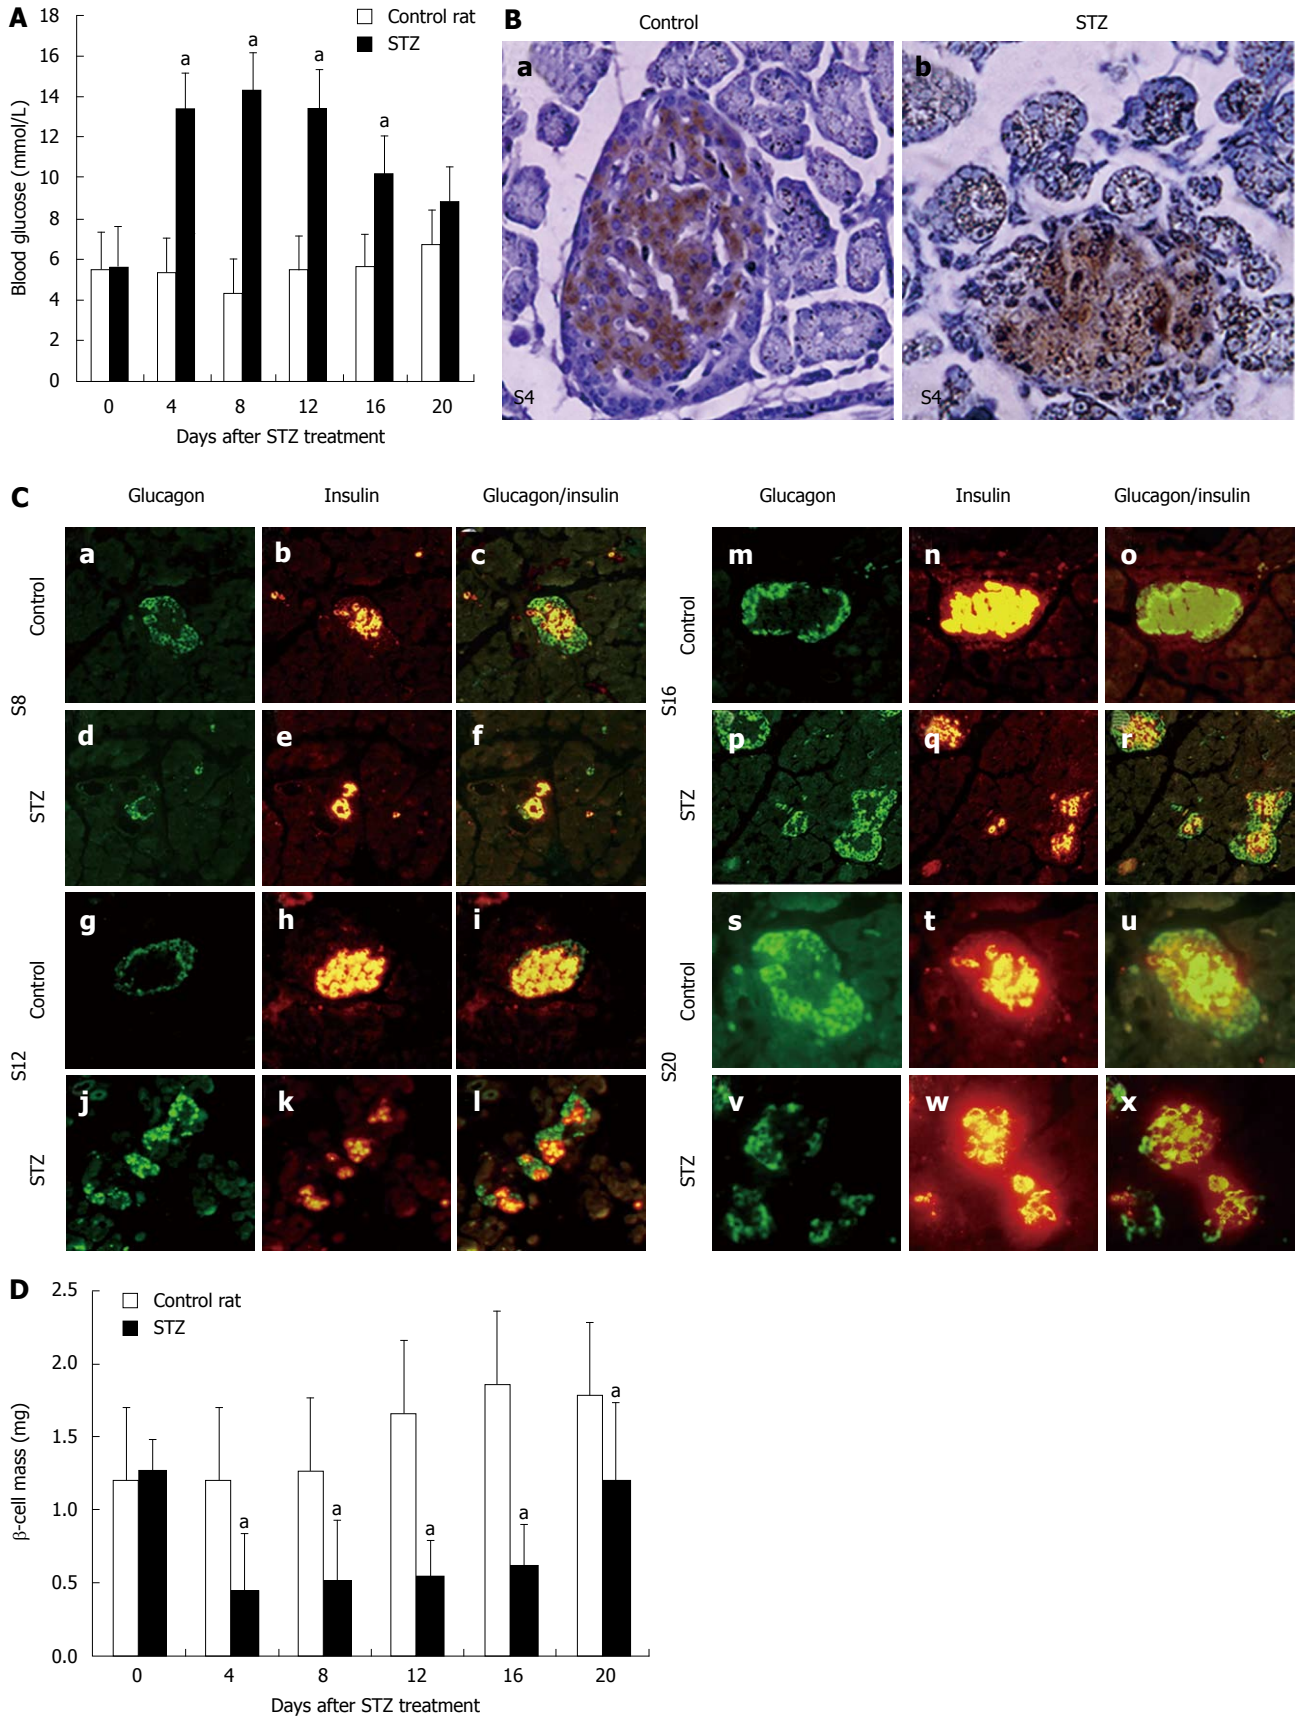 A
Blood glucose (mmol/L)
18
16
14
12
10
8
6
4
2
0
Control rat
STZ
a
a
a
a
0 4 8 12 16 20
Days after STZ treatment
B
Control STZ
a b
S4 S4
C
Glucagon Insulin Glucagon/insulin
S8
Control
a b c
STZ
d e f
S12
Control
g h i
STZ
j k l
Glucagon Insulin Glucagon/insulin
S16
Control
m n o
STZ
p q r
S20
Control
s t u
STZ
v w x
D
β-cell mass (mg)
2.5
2.0
1.5
1.0
0.5
0.0
Control rat
STZ
a
a
a
a
a
0 4 8 12 16 20
Days after STZ treatment